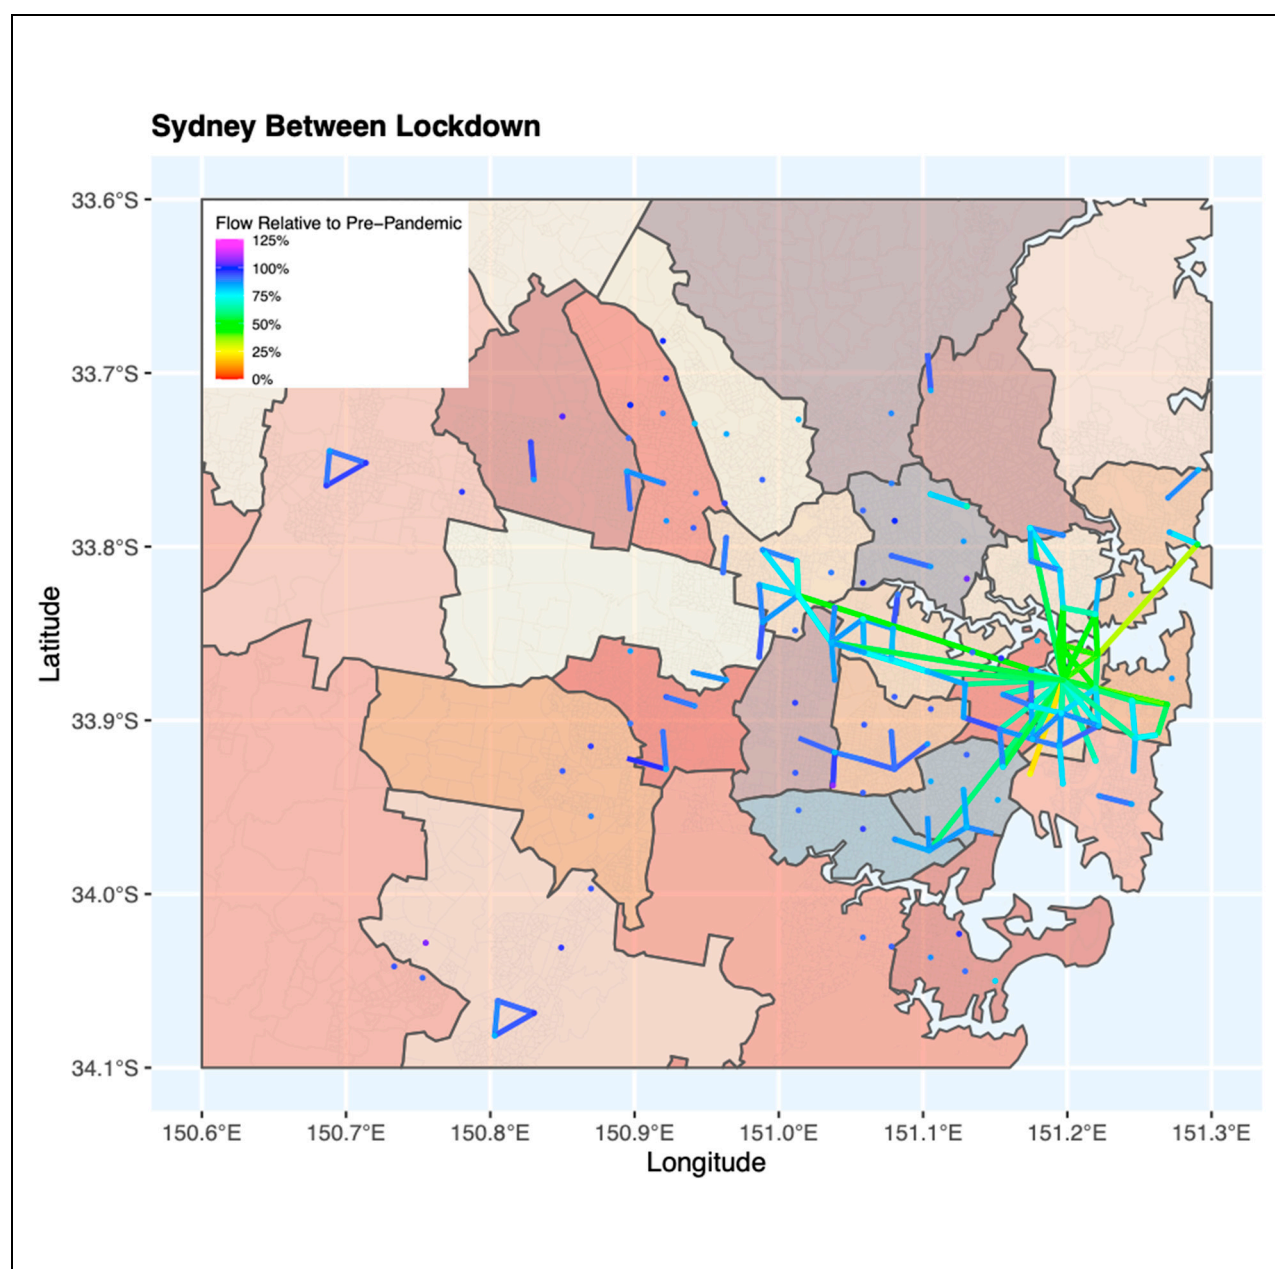 Sydney Between Lockdown
Flow Relative to Pre-Pandemic
125%
100%
75%
50%
25%
0%
33.6°S
33.7°S
33.8°S
33.9°S
34.0°S
34.1°S
Latitude
150.6°E 150.7°E 150.8°E 150.9°E 151.0°E 151.1°E 151.2°E 151.3°E
Longitude